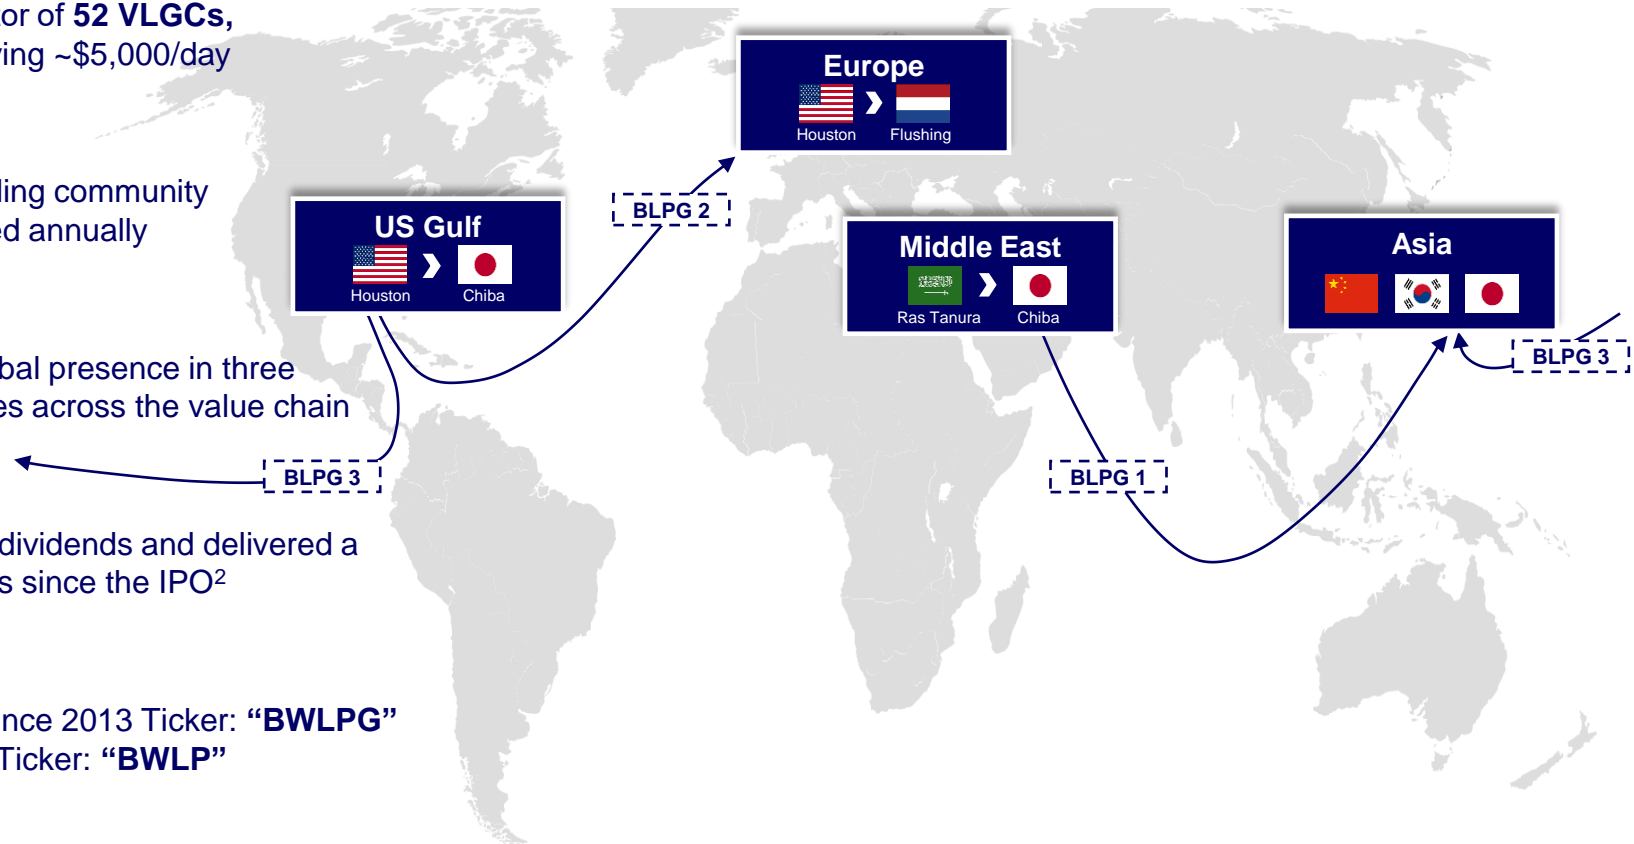 tor of 52 VLGCs,
ving ~$5,000/day
ling community
ed annually
bal presence in three
es across the value chain
dividends and delivered a
s since the IPO2
nce 2013 Ticker: “BWLPG”
Ticker: “BWLP”
US Gulf
Houston Chiba
Europe
Houston Flushing
Middle East
Ras Tanura Chiba
Asia
BLPG 2
BLPG 3
BLPG 3
BLPG 1